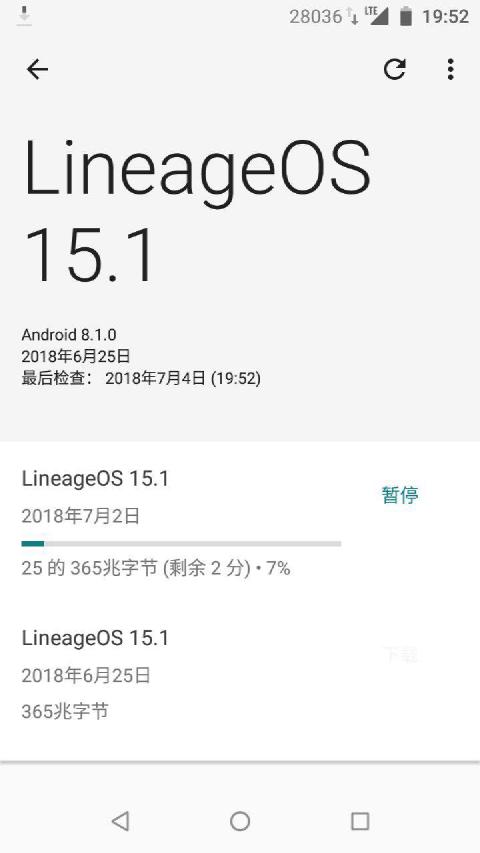 28036 LTE 19:52
LineageOS
15.1
Android 8.1.0
2018年6月25日
最后检查： 2018年7月4日 (19:52)
LineageOS 15.1
暂停
2018年7月2日
25 的 365兆字节 (剩余 2 分) • 7%
LineageOS 15.1
下载
2018年6月25日
365兆字节